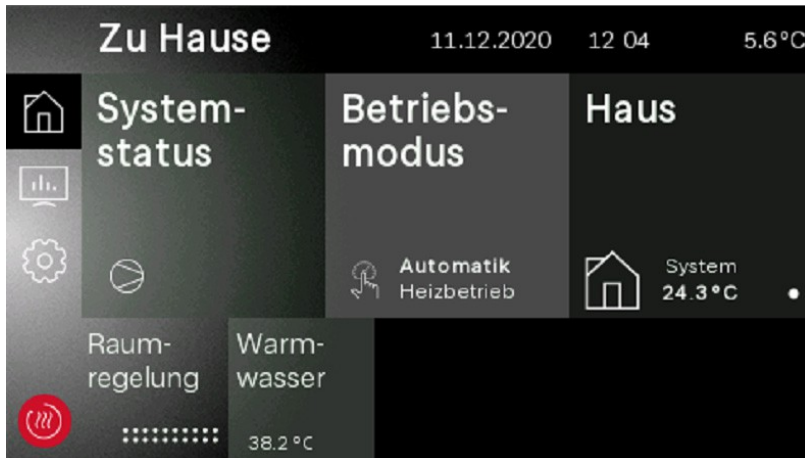 Zu Hause 11.12.2020 12 04 5.6°C
System-
status
Betriebs-
modus
Haus
Automatik
Heizbetrieb
System
24.3°C
Raum-
regelung
Warm-
wasser
38.2°C